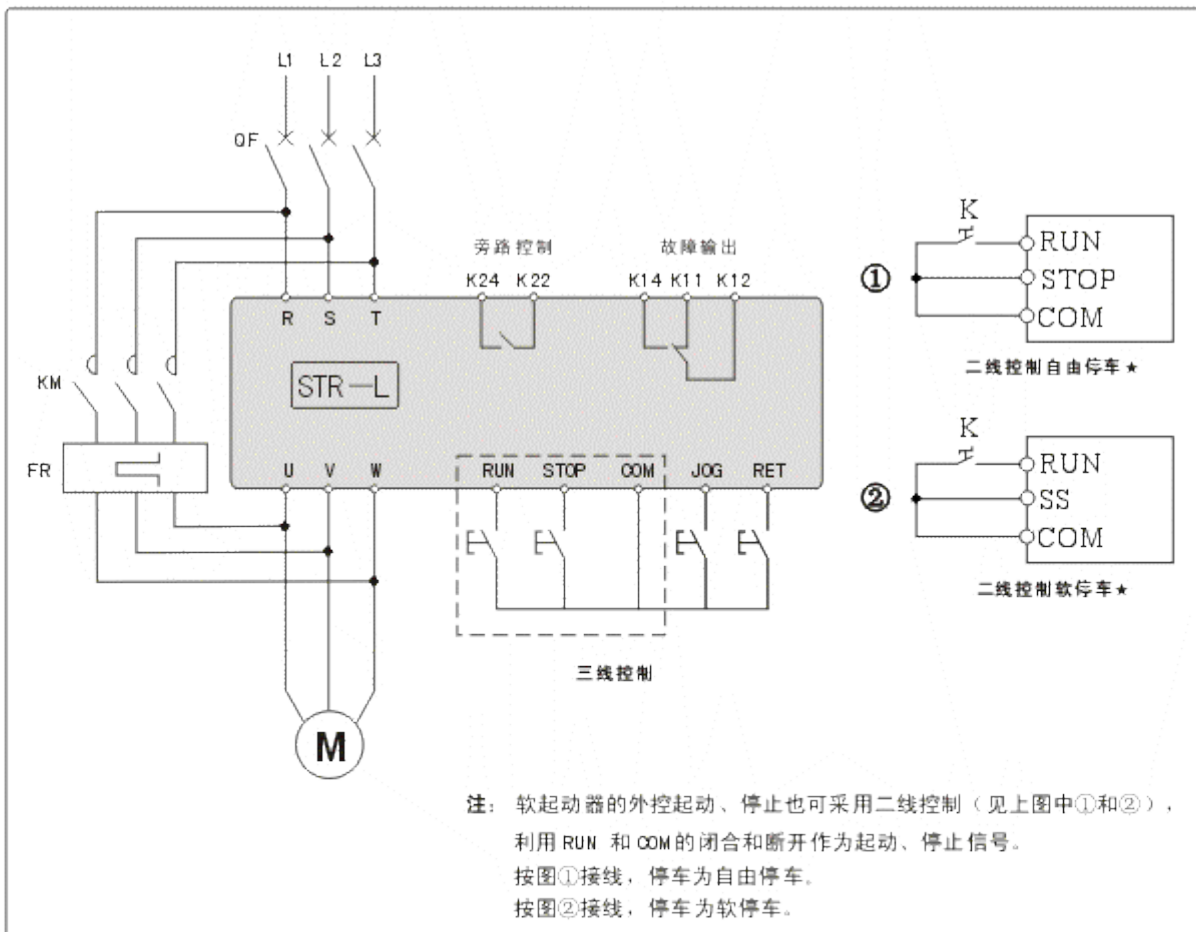 L1 L2 L3
QF
旁路控制 故障输出
K24 K22 K14 K11 K12
R S T
STR—L
KM
FR
U V W RUN STOP COM JOG RET
三线控制
M
①
K
RUN
STOP
COM
二线控制自由停车★
②
K
RUN
SS
COM
二线控制软停车★
注: 软起动器的外控起动、停止也可采用二线控制（见上图中①和②），
利用 RUN 和 COM的闭合和断开作为起动、停止信号。
按图①接线，停车为自由停车。
按图②接线，停车为软停车。